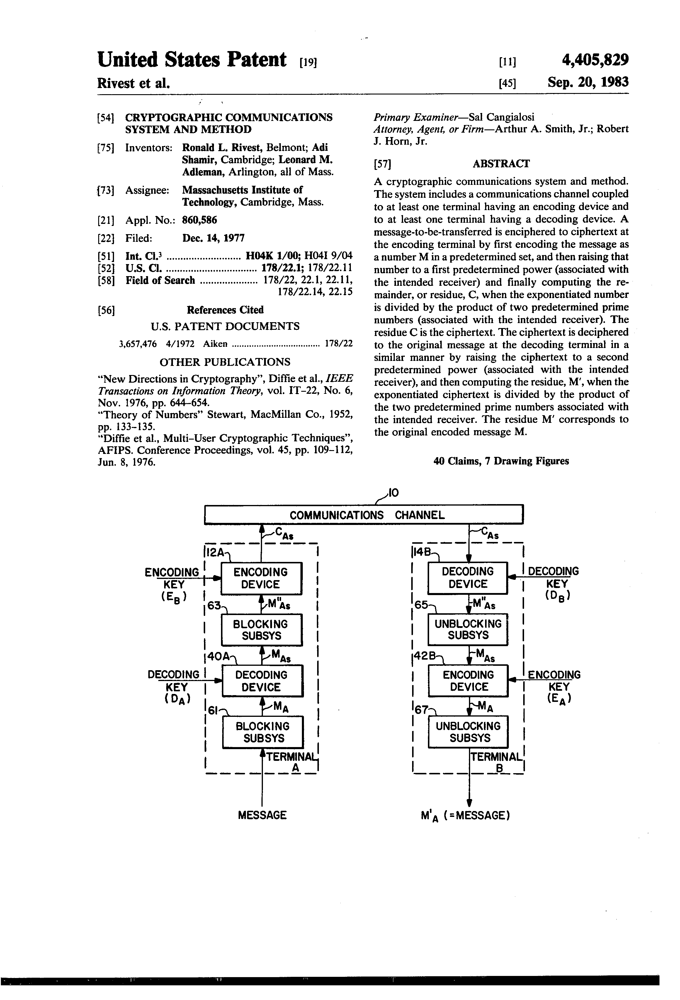 United States Patent [19]
[11] 4,405,829
Rivest et al.
[45] Sep. 20, 1983
[54] CRYPTOGRAPHIC COMMUNICATIONS
SYSTEM AND METHOD
[75] Inventors: Ronald L. Rivest, Belmont; Adi
Shamir, Cambridge; Leonard M.
Adleman, Arlington, all of Mass.
[73] Assignee: Massachusetts Institute of
Technology, Cambridge, Mass.
[21] Appl. No.: 860,586
[22] Filed: Dec. 14, 1977
[51] Int. Cl.³ ........................... H04K 1/00; H04I 9/04
[52] U.S. Cl. ................................. 178/22.1; 178/22.11
[58] Field of Search ..................... 178/22, 22.1, 22.11,
178/22.14, 22.15
[56] References Cited
U.S. PATENT DOCUMENTS
3,657,476 4/1972 Aiken .................................... 178/22
OTHER PUBLICATIONS
“New Directions in Cryptography”, Diffie et al., IEEE
Transactions on Information Theory, vol. IT-22, No. 6,
Nov. 1976, pp. 644–654.
“Theory of Numbers” Stewart, MacMillan Co., 1952,
pp. 133–135.
“Diffie et al., Multi-User Cryptographic Techniques”,
AFIPS. Conference Proceedings, vol. 45, pp. 109–112,
Jun. 8, 1976.
Primary Examiner—Sal Cangialosi
Attorney, Agent, or Firm—Arthur A. Smith, Jr.; Robert
J. Horn, Jr.
[57] ABSTRACT
A cryptographic communications system and method.
The system includes a communications channel coupled
to at least one terminal having an encoding device and
to at least one terminal having a decoding device. A
message-to-be-transferred is enciphered to ciphertext at
the encoding terminal by first encoding the message as
a number M in a predetermined set, and then raising that
number to a first predetermined power (associated with
the intended receiver) and finally computing the re-
mainder, or residue, C, when the exponentiated number
is divided by the product of two predetermined prime
numbers (associated with the intended receiver). The
residue C is the ciphertext. The ciphertext is deciphered
to the original message at the decoding terminal in a
similar manner by raising the ciphertext to a second
predetermined power (associated with the intended
receiver), and then computing the residue, M', when the
exponentiated ciphertext is divided by the product of
the two predetermined prime numbers associated with
the intended receiver. The residue M' corresponds to
the original encoded message M.
40 Claims, 7 Drawing Figures
10
COMMUNICATIONS CHANNEL
CAs
12A
ENCODING
KEY
(EB)
ENCODING
DEVICE
M"As
63
BLOCKING
SUBSYS
MAs
40A
DECODING
KEY
(DA)
DECODING
DEVICE
MA
61
BLOCKING
SUBSYS
TERMINAL
A
MESSAGE
CAs
14B
DECODING
DEVICE
DECODING
KEY
(DB)
M"As
65
UNBLOCKING
SUBSYS
MAs
42B
ENCODING
DEVICE
ENCODING
KEY
(EA)
MA
67
UNBLOCKING
SUBSYS
TERMINAL
B
M'A (=MESSAGE)